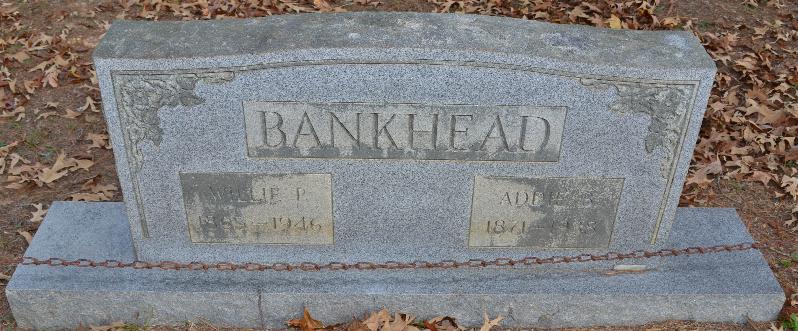 BANKHEAD
WILLIE P.
1946
ADDIE
1871